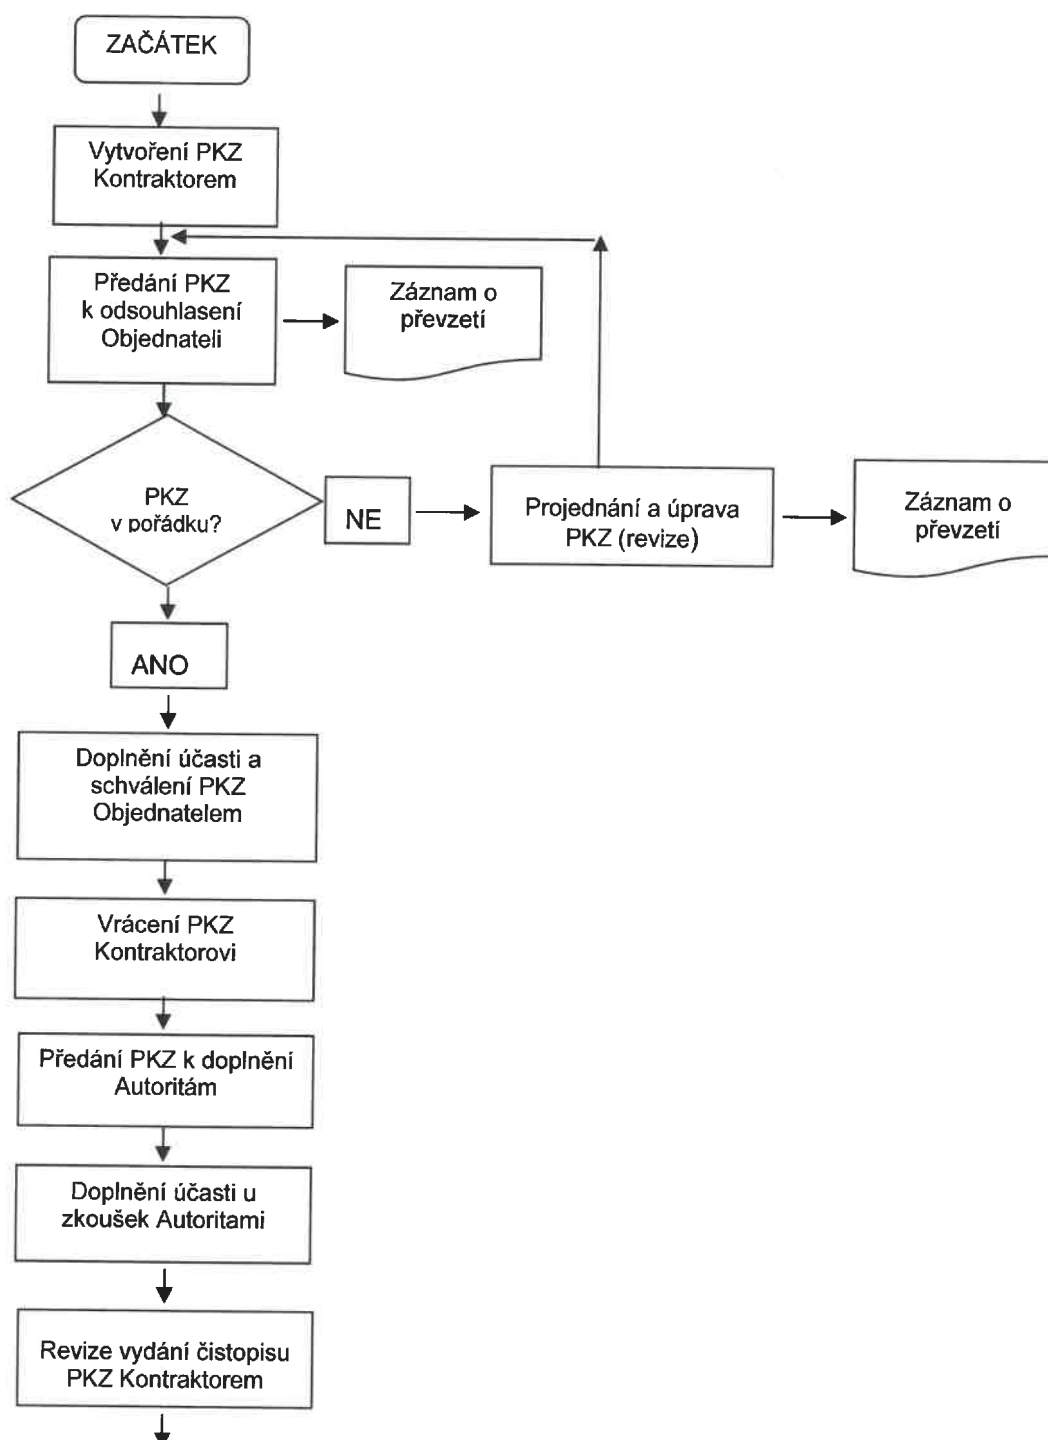 ZAČÁTEK
Vytvoření PKZ
Kontraktorem
Předání PKZ
k odsouhlasení
Objednateli
Záznam o
převzetí
PKZ
v pořádku?
NE
Projednání a úprava
PKZ (revize)
Záznam o
převzetí
ANO
Doplnění účasti a
schválení PKZ
Objednatelem
Vrácení PKZ
Kontraktorovi
Předání PKZ k doplnění
Autoritám
Doplnění účasti u
zkoušek Autoritami
Revize vydání čistopisu
PKZ Kontraktorem